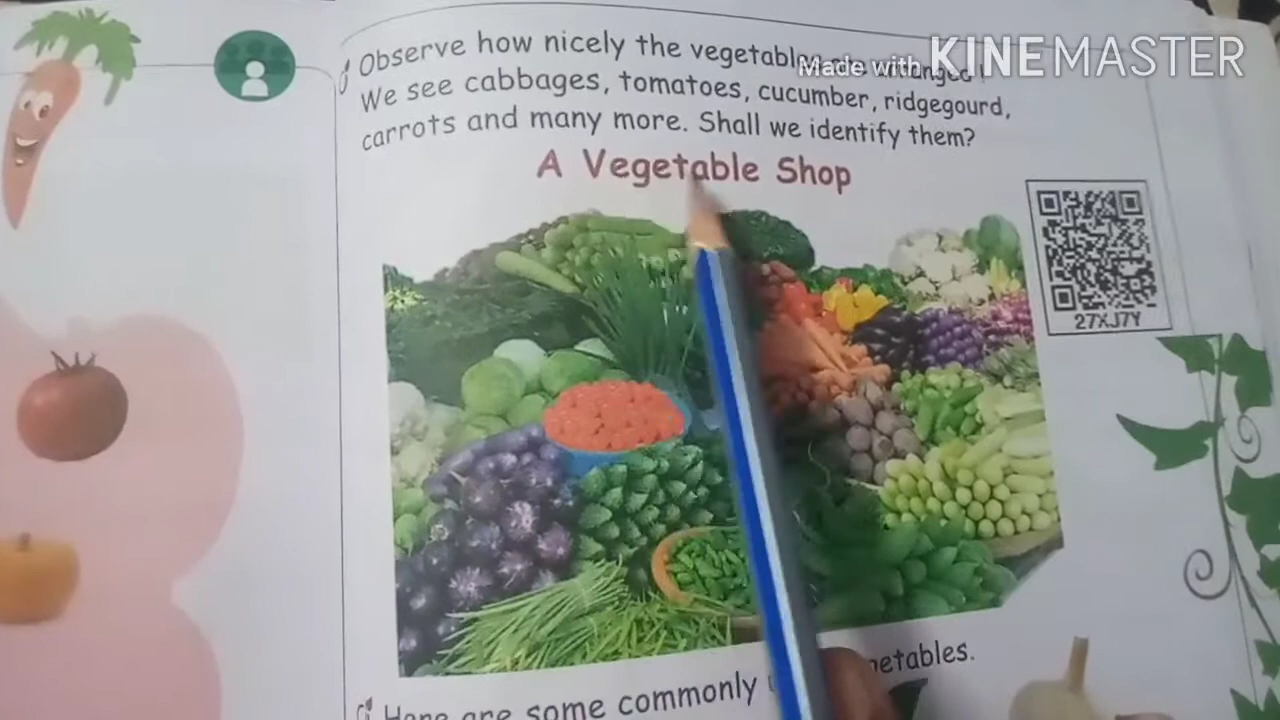 Observe how nicely the vegetables
Made with KINEMASTER
We see cabbages, tomatoes, cucumber, ridgegourd,
carrots and many more. Shall we identify them?
A Vegetable Shop
27XJ7Y
Here are some commonly